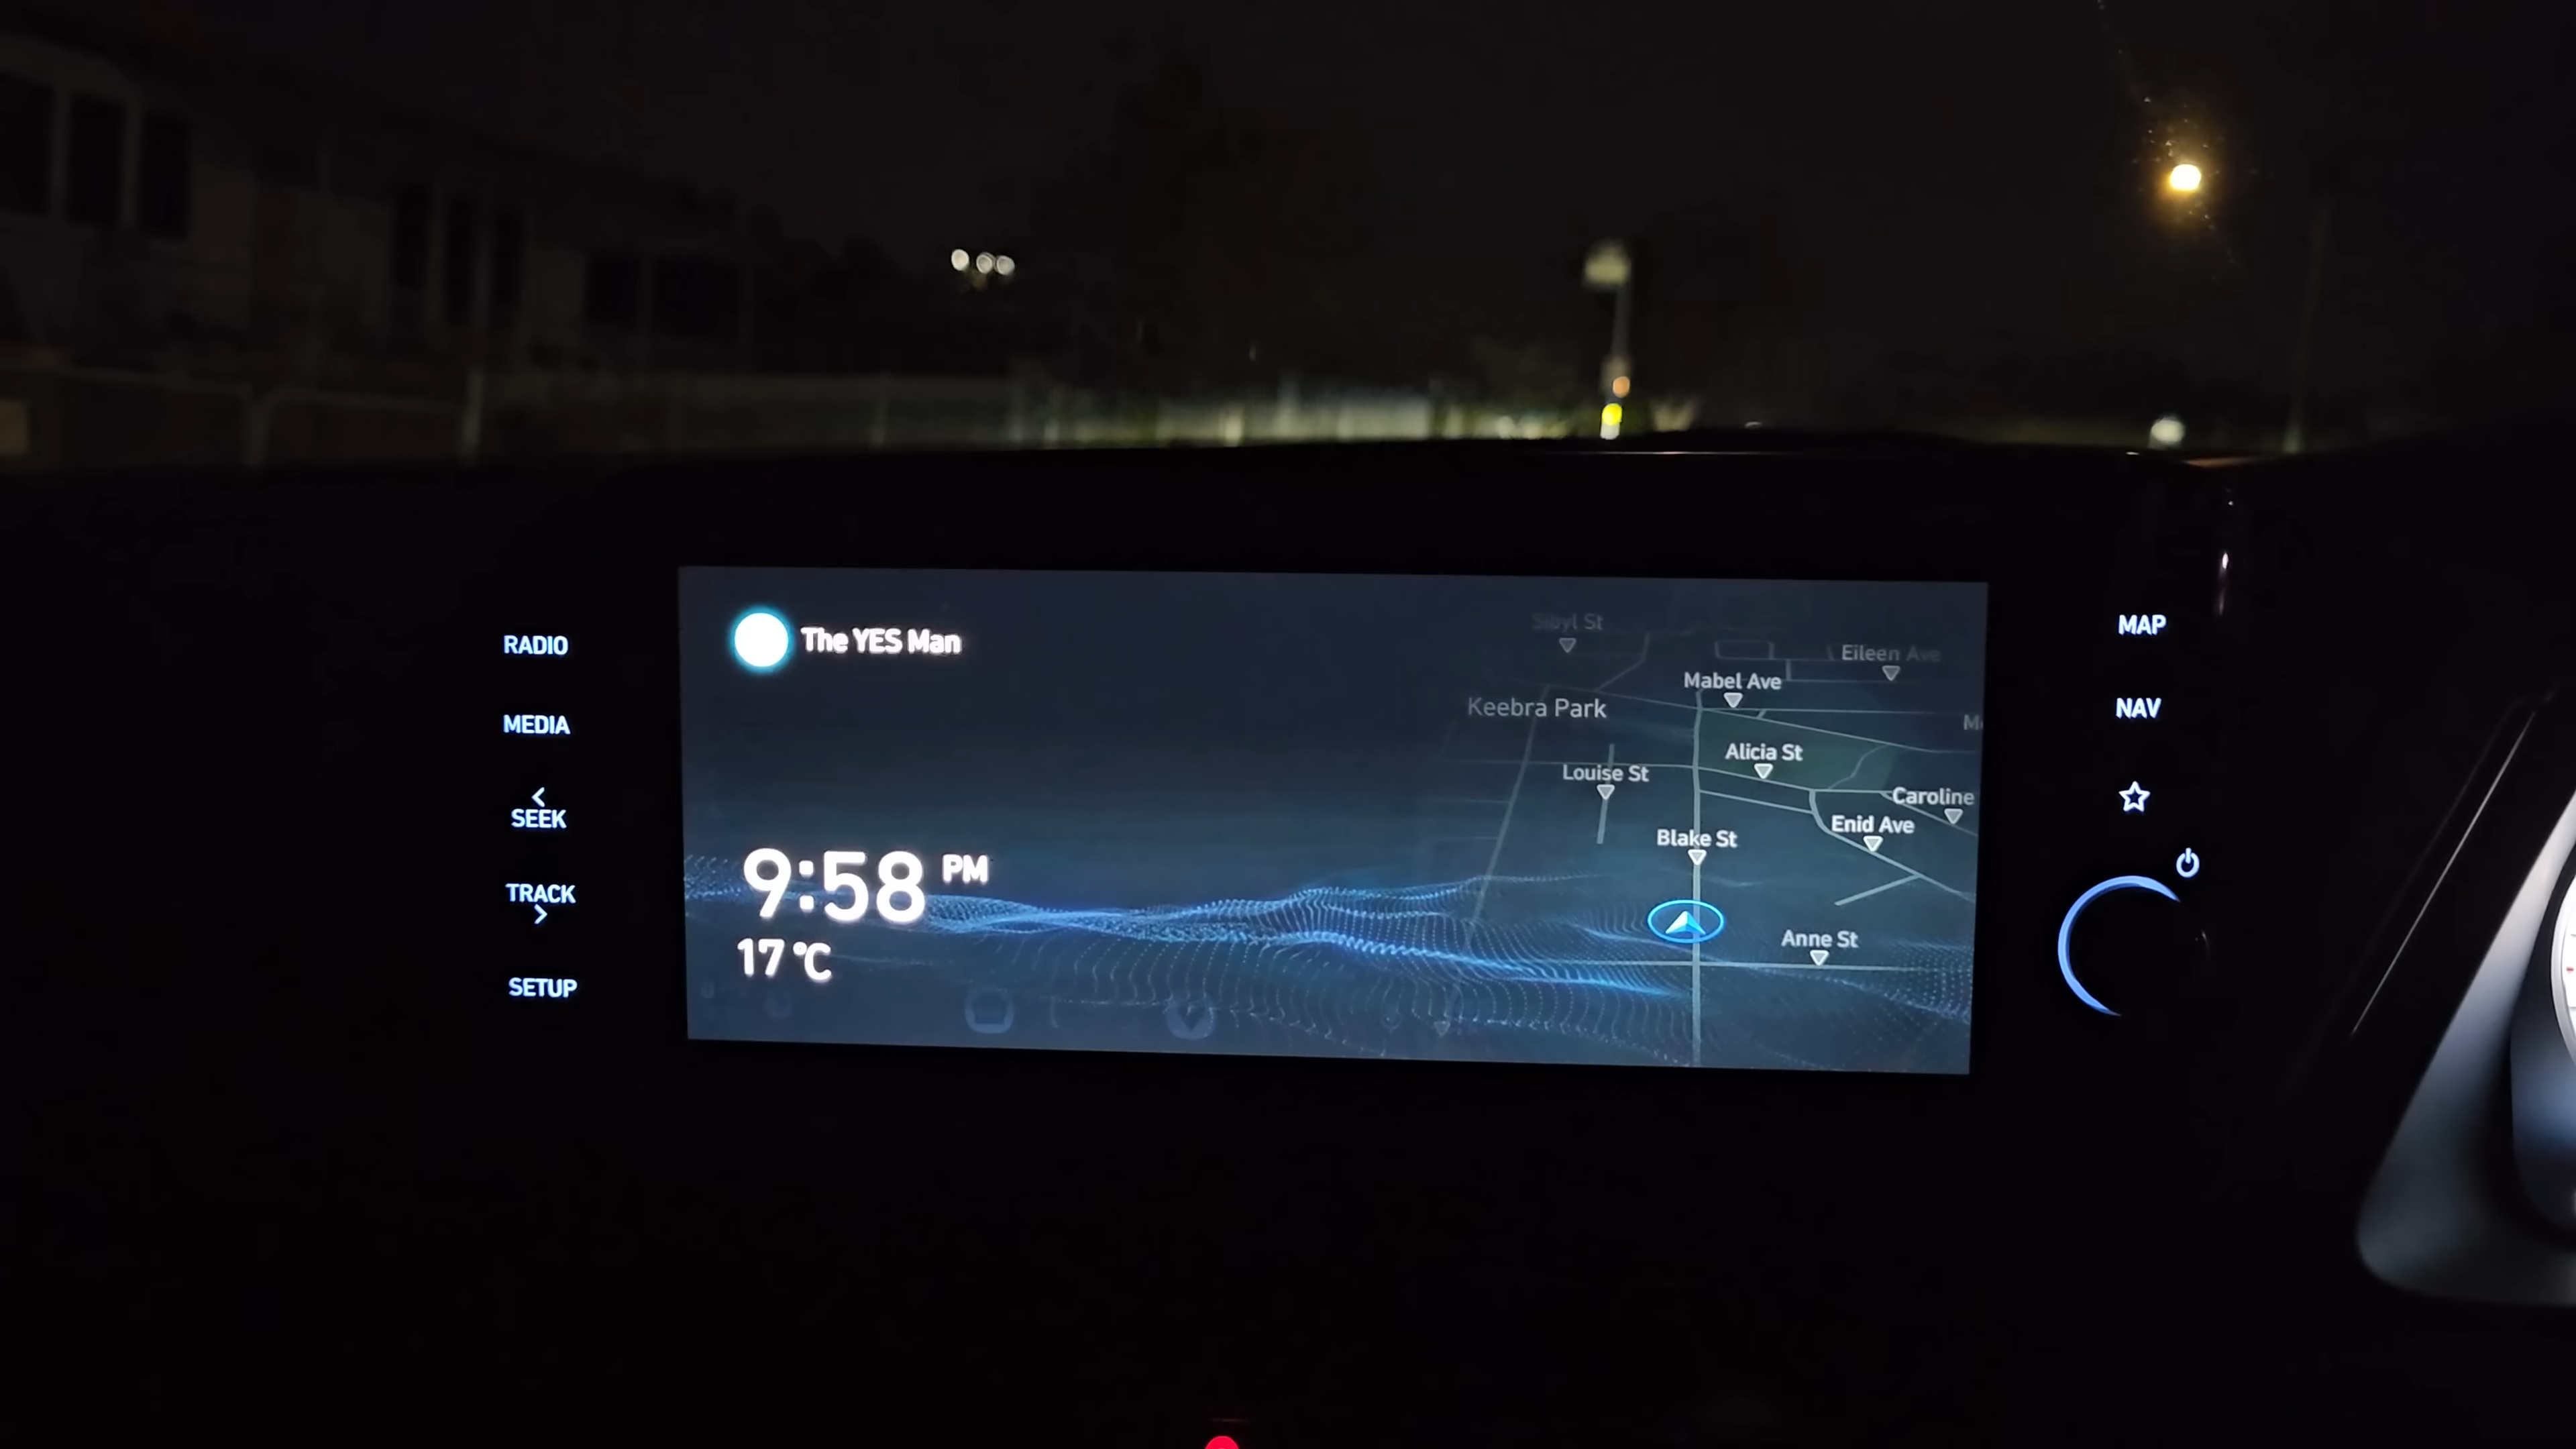 RADIO
MEDIA
<
SEEK
TRACK
>
SETUP
The YES Man
9:58 PM
17 °C
Sibyl St
Eileen Ave
Mabel Ave
Keebra Park
Alicia St
Louise St
Caroline
Enid Ave
Blake St
Anne St
MAP
NAV